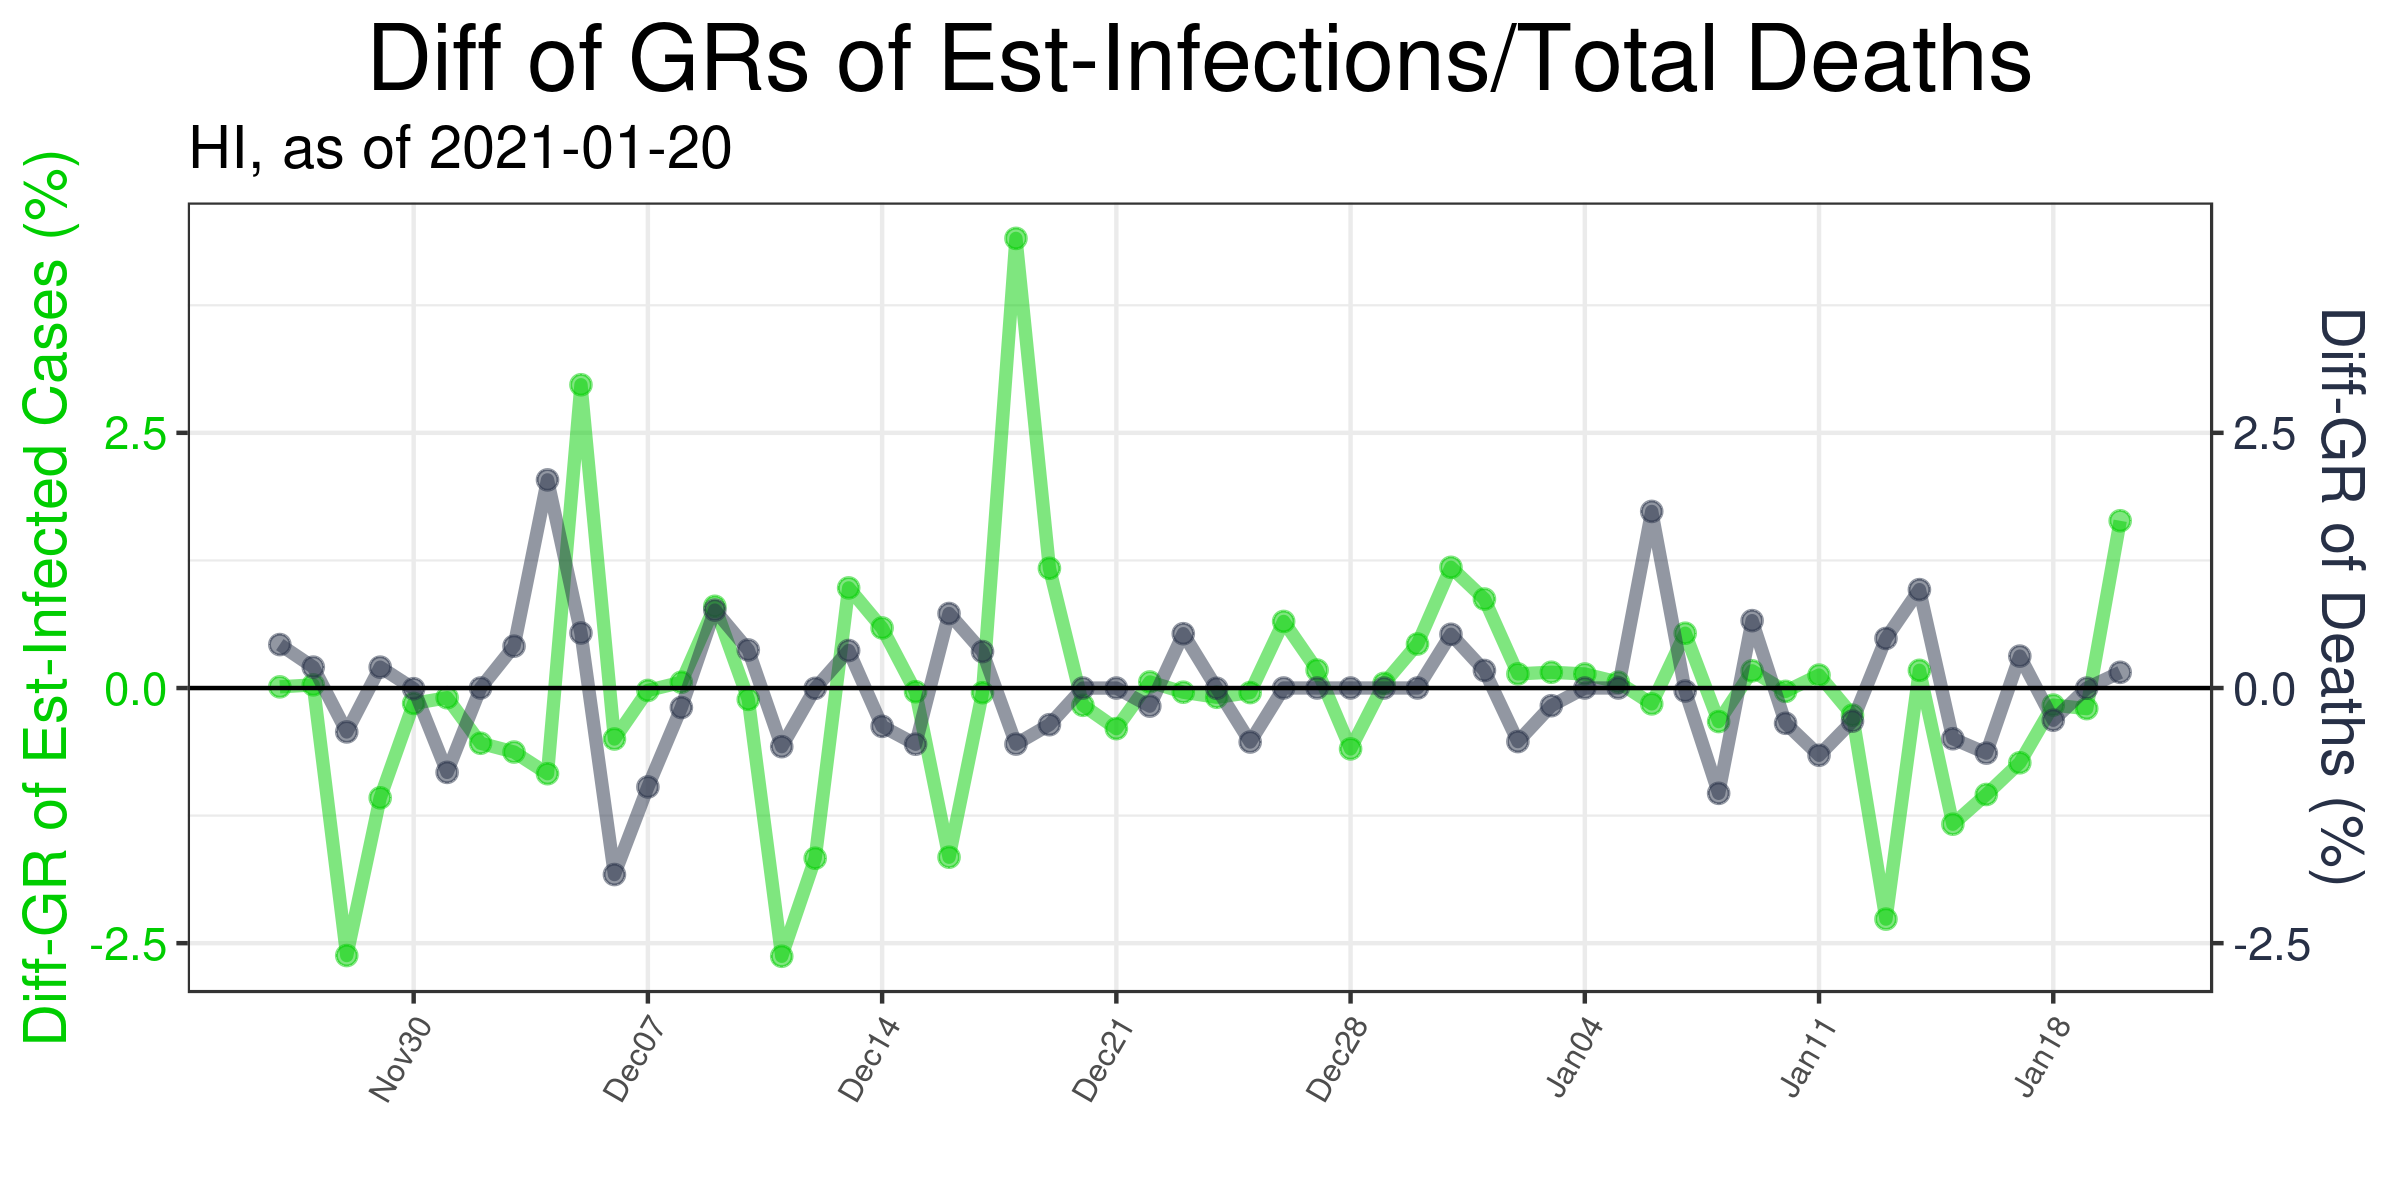 Diff of GRs of Est-Infections/Total Deaths
HI, as of 2021-01-20
Diff-GR of Est-Infected Cases (%)
2.5
0.0
-2.5
2.5
0.0
-2.5
Diff-GR of Deaths (%)
Nov30
Dec07
Dec14
Dec21
Dec28
Jan04
Jan11
Jan18